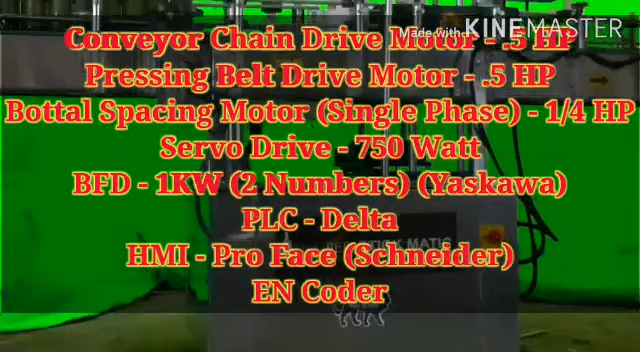 Made with KINEMASTER
Conveyor Chain Drive Motor - .5 HP
Pressing Belt Drive Motor - .5 HP
Bottal Spacing Motor (Single Phase) - 1/4 HP
Servo Drive - 750 Watt
BFD - 1KW (2 Numbers) (Yaskawa)
PLC - Delta
HMI - Pro Face (Schneider)
EN Coder